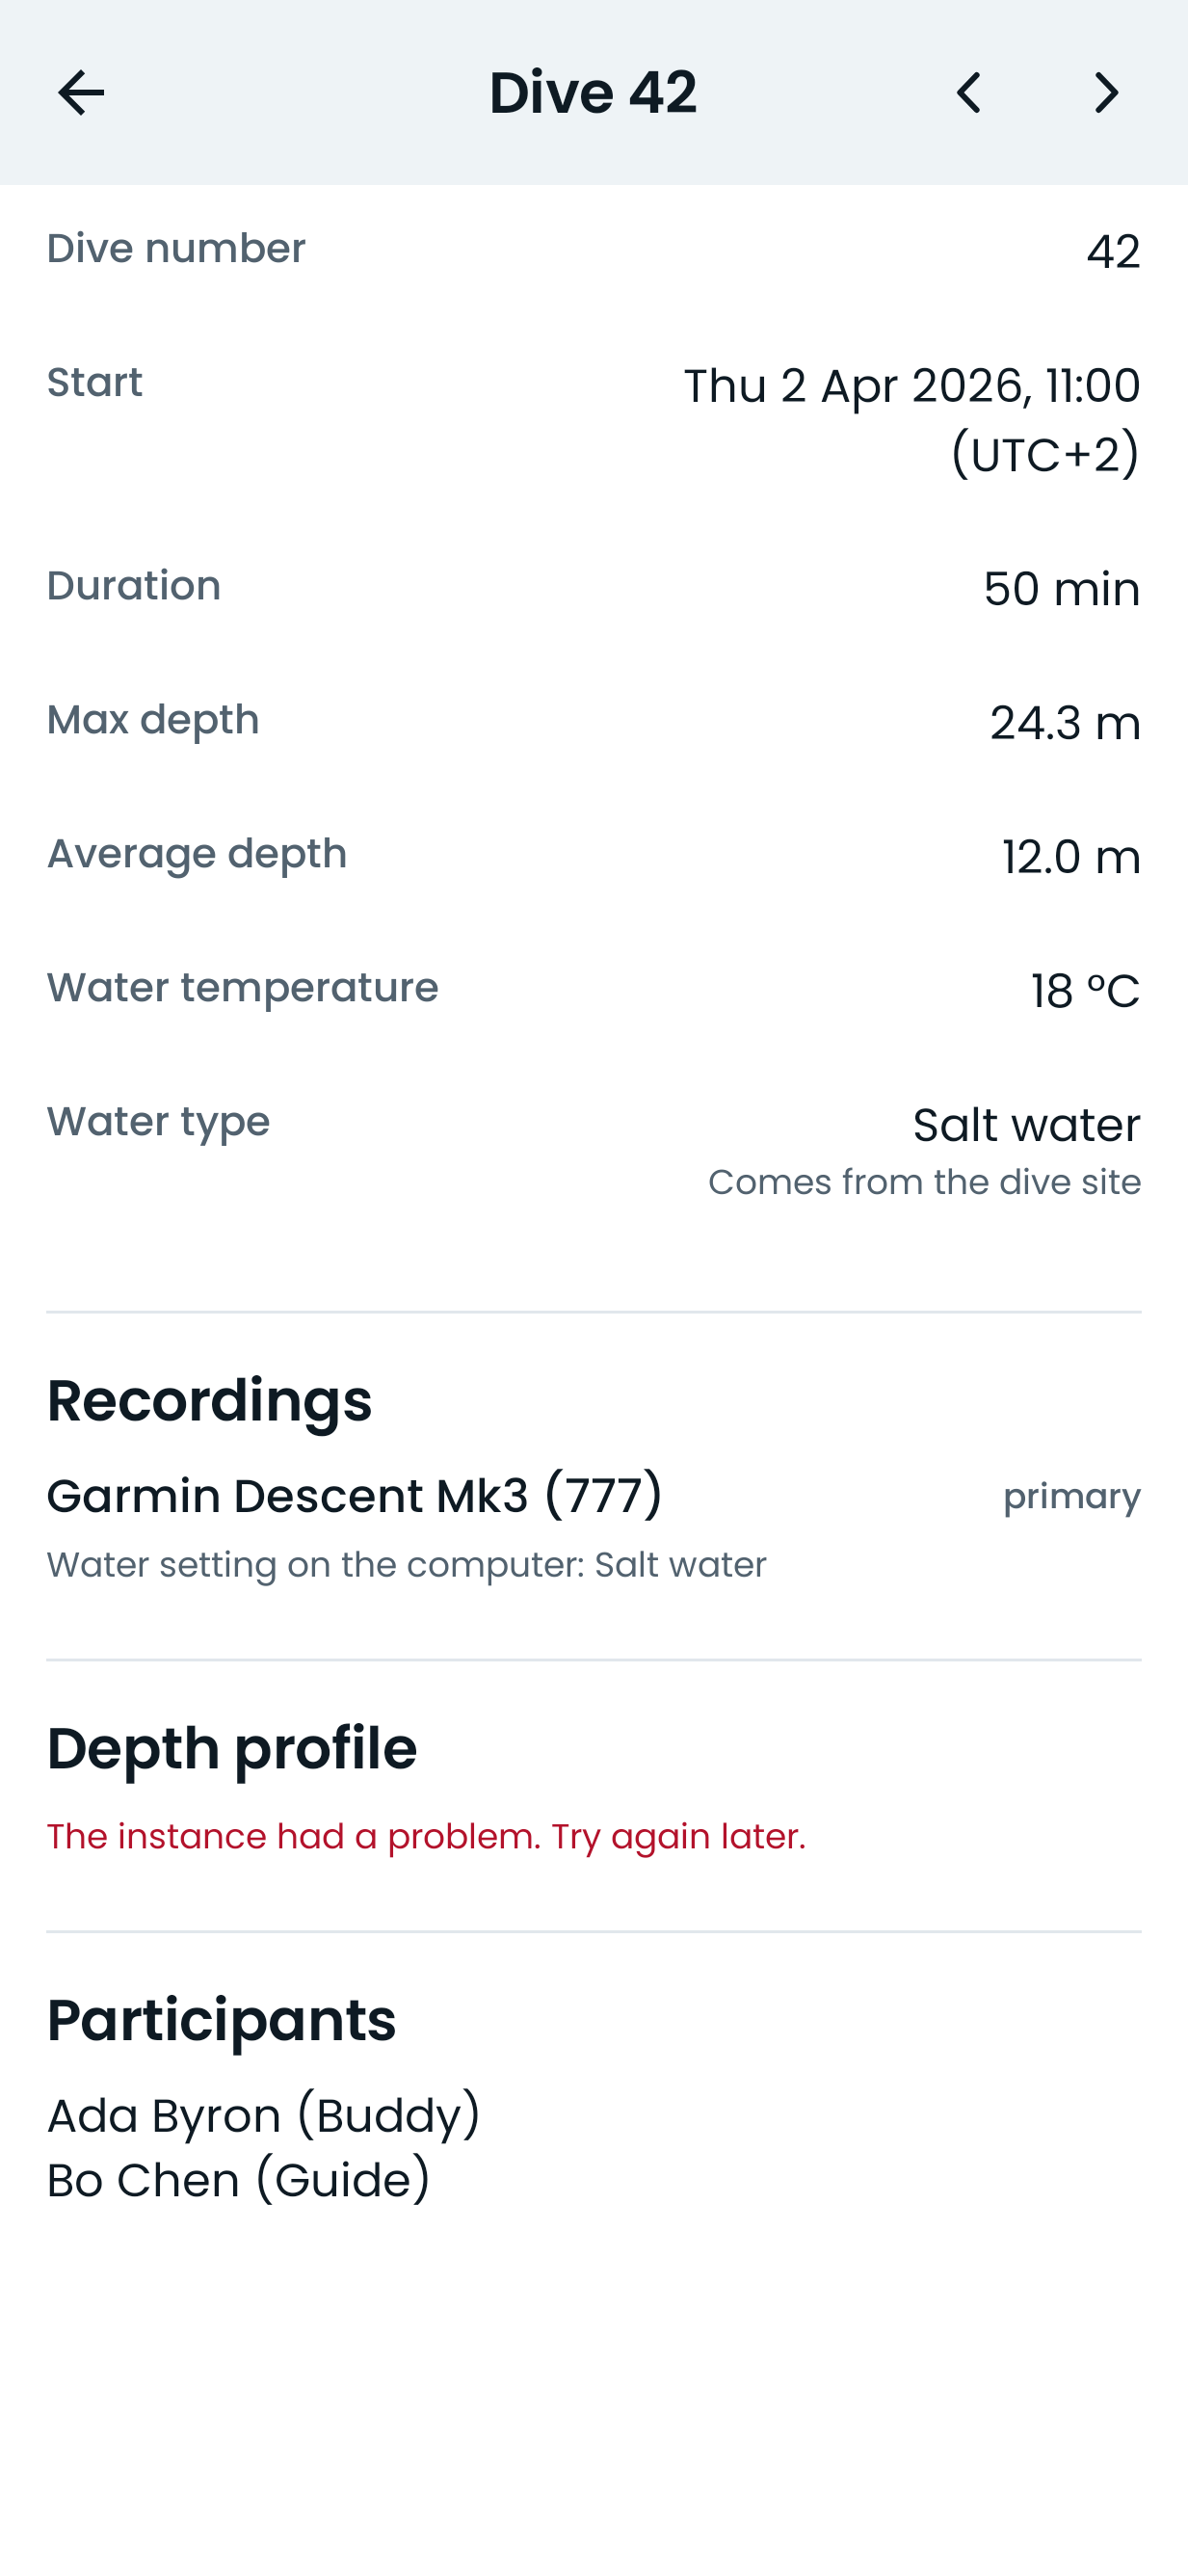 Dive 42
Dive number
42
Start
Thu 2 Apr 2026, 11:00
(UTC+2)
Duration
50 min
Max depth
24.3 m
Average depth
12.0 m
Water temperature
18 °C
Water type
Salt water
Comes from the dive site
Recordings
Garmin Descent Mk3 (777)
primary
Water setting on the computer: Salt water
Depth profile
The instance had a problem. Try again later.
Participants
Ada Byron (Buddy)
Bo Chen (Guide)